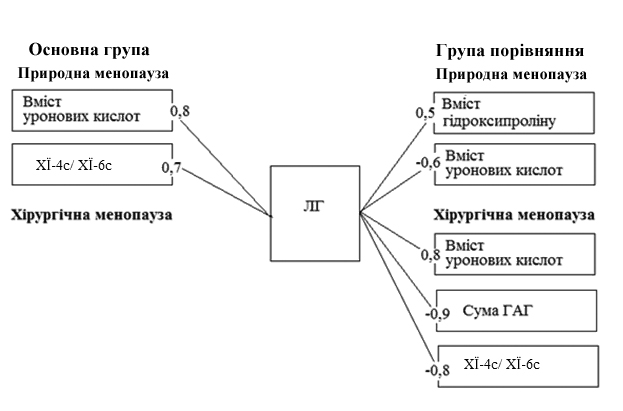 Основна група
Природна менопауза
Вміст
уронових кислот
0,8
ХЇ-4с/ ХЇ-6с
0,7
Хірургічна менопауза
ЛГ
Група порівняння
Природна менопауза
0,5
Вміст
гідроксипроліну
-0,6
Вміст
уронових кислот
Хірургічна менопауза
0,8
Вміст
уронових кислот
-0,9
Сума ГАГ
-0,8
ХЇ-4с/ ХЇ-6с